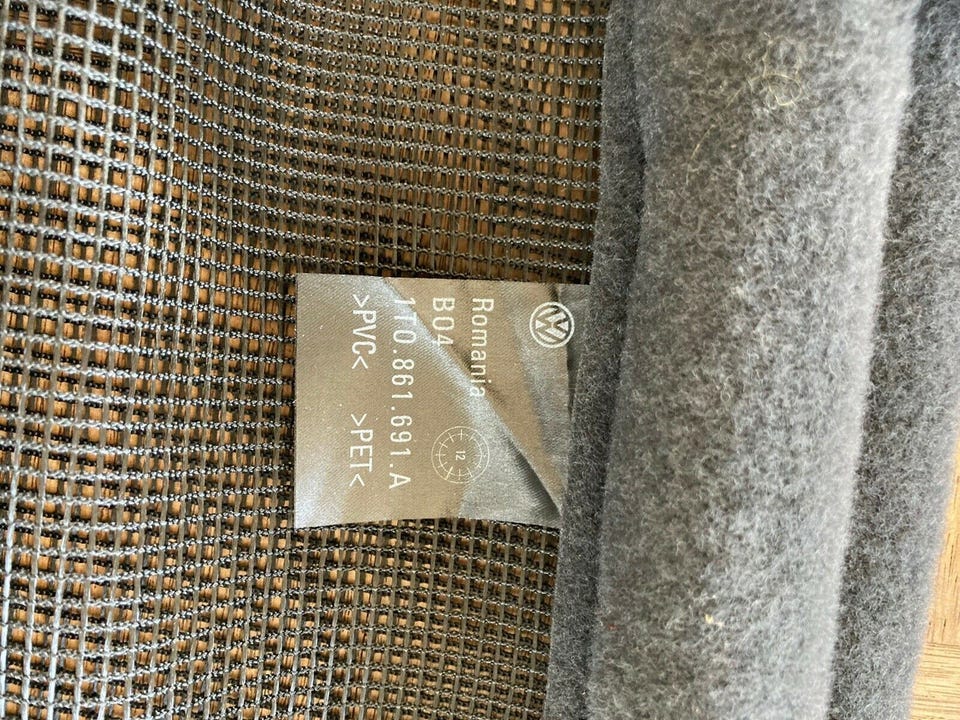 Romania
B04
12
1T0.861.691.A
>PVC< >PET<